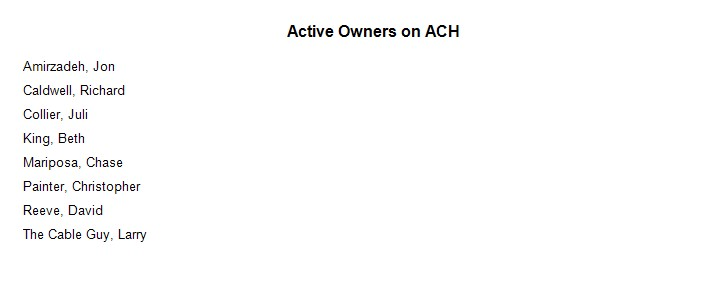 Active Owners on ACH
Amirzadeh, Jon
Caldwell, Richard
Collier, Juli
King, Beth
Mariposa, Chase
Painter, Christopher
Reeve, David
The Cable Guy, Larry